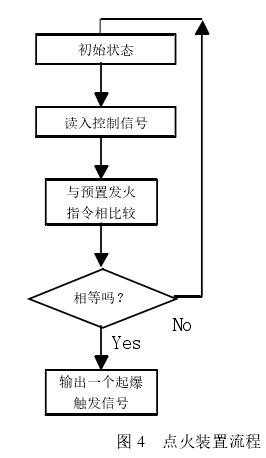 初始状态
读入控制信号
与预置发火
指令相比较
相等吗?
No
Yes
输出一个起爆
触发信号
图4 点火装置流程